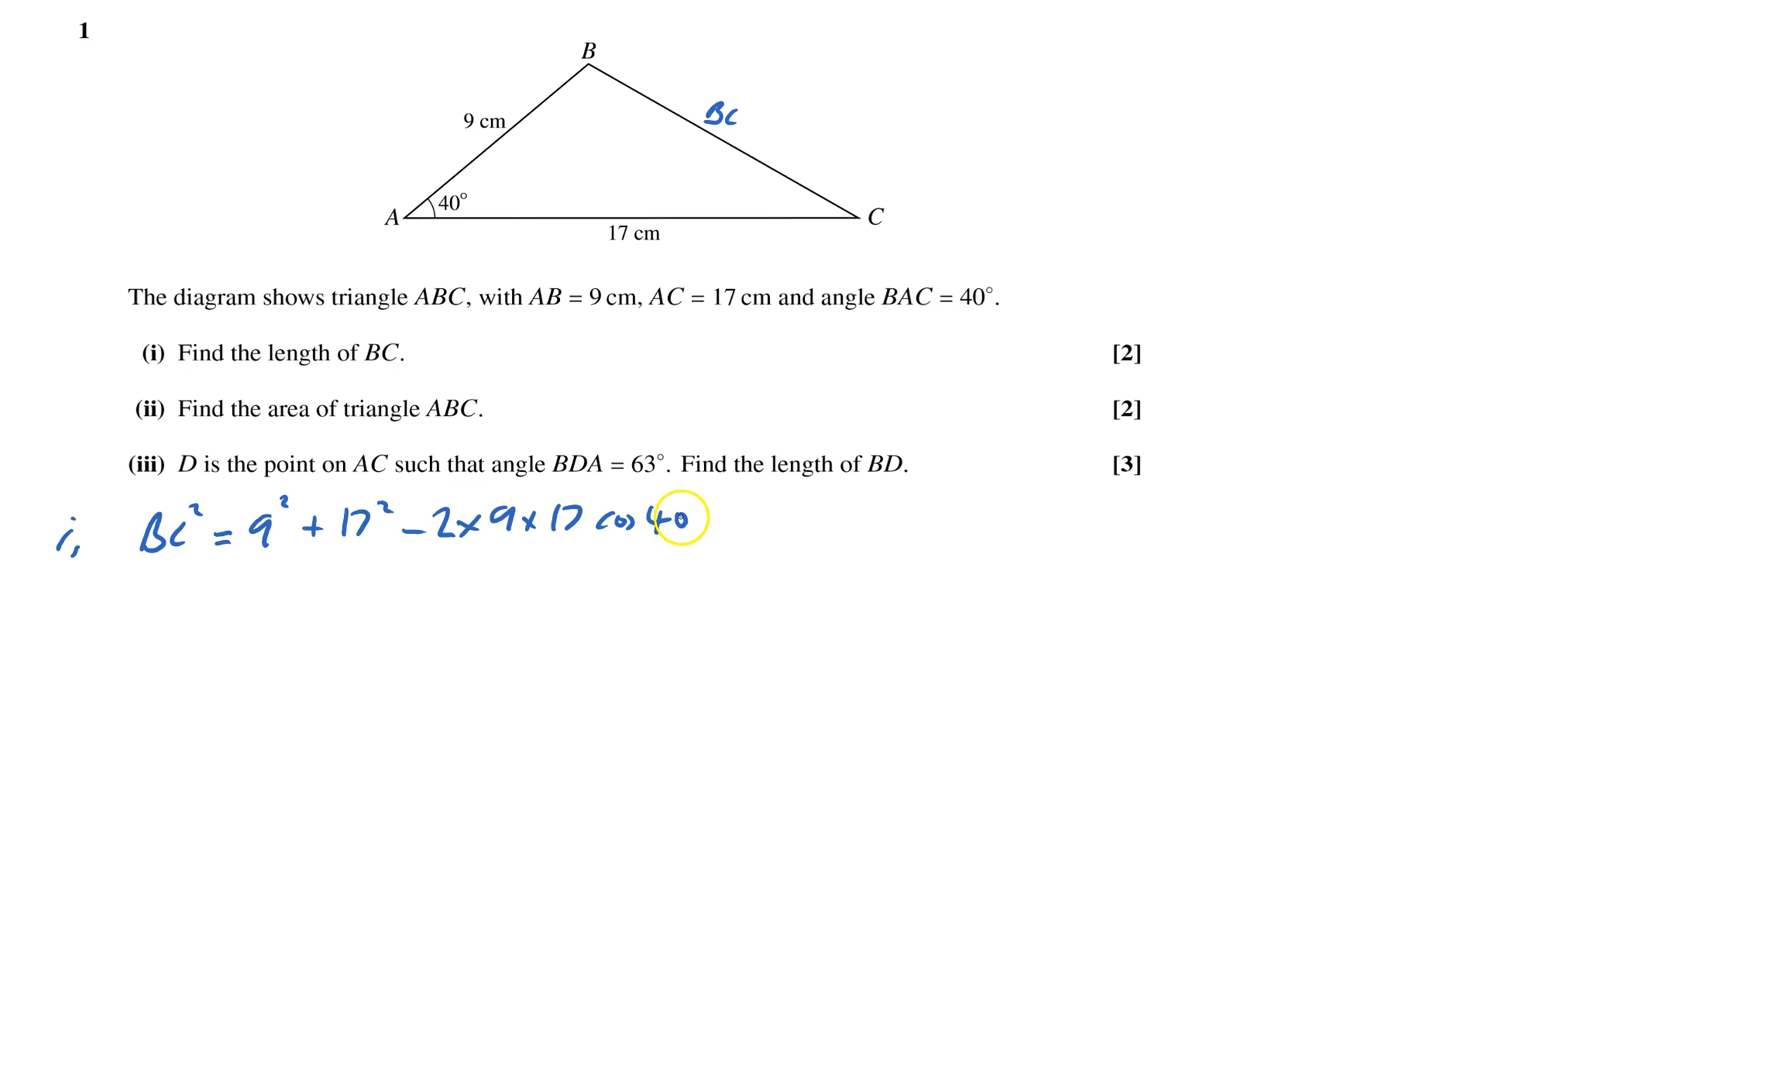 1
B
BC
9 cm
40°
A
C
17 cm
The diagram shows triangle ABC, with AB = 9 cm, AC = 17 cm and angle BAC = 40°.
(i) Find the length of BC. [2]
(ii) Find the area of triangle ABC. [2]
(iii) D is the point on AC such that angle BDA = 63°. Find the length of BD. [3]
i, BC² = 9² + 17² - 2×9×17 cos 40